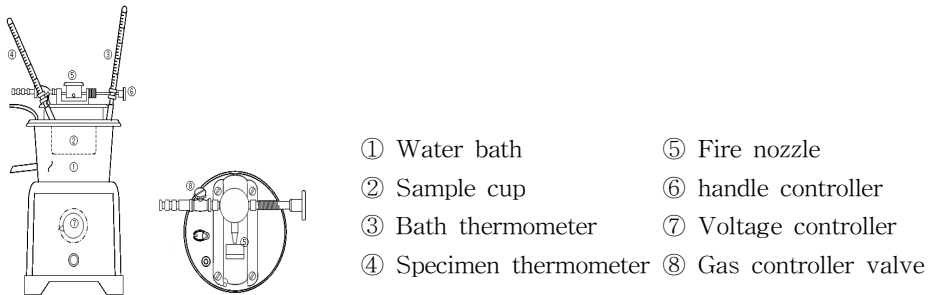 ④
③
⑤
⑥
②
①
⑦
⑧
⑤
① Water bath ⑤ Fire nozzle
② Sample cup ⑥ handle controller
③ Bath thermometer ⑦ Voltage controller
④ Specimen thermometer ⑧ Gas controller valve